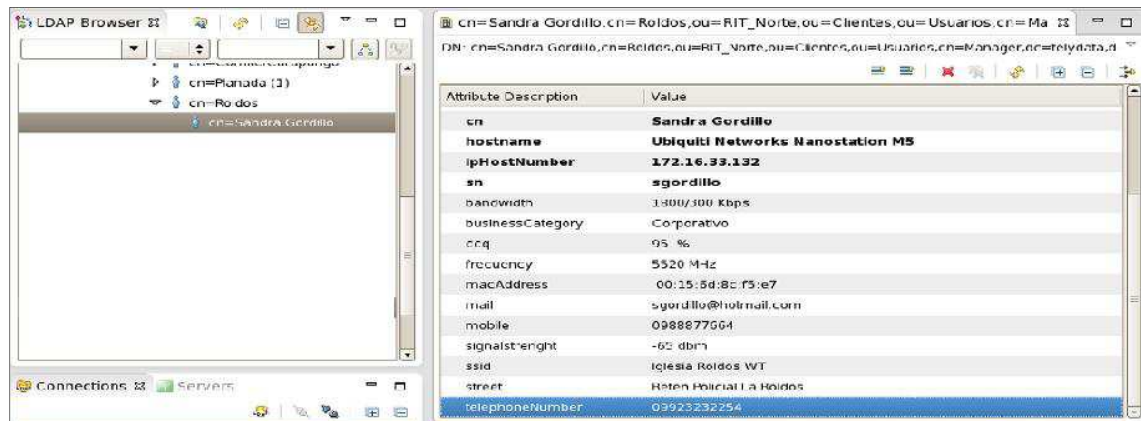 LDAP Browser
cn=Planada (1)
cn=Roldos
cn=Sandra Gordillo
Connections Servers
cn=Sandra Gordillo,cn=Roldos,ou=RIT_Norte,ou=Clientes,ou=Usuarios,cn=Ma
DN: cn=Sandra Gordillo,cn=Roldos,ou=RIT_Norte,ou=Clientes,ou=Usuarios,cn=Manager,dc=telydata,d
Attribute Description Value
cn Sandra Gordillo
hostname Ubiquiti Networks Nanostation M5
ipHostNumber 172.16.33.132
sn sgordillo
bandwidth 1800/300 Kbps
businessCategory Corporativo
ccq 95 %
frecuency 5520 MHz
macAddress 00:15:6d:8c:f5:e7
mail sgordillo@hotmail.com
mobile 0988877664
signalstrenght dbm
ssid Iglesia Roldos WT
street Reten Policial La Roldos
telephoneNumber 09923232254